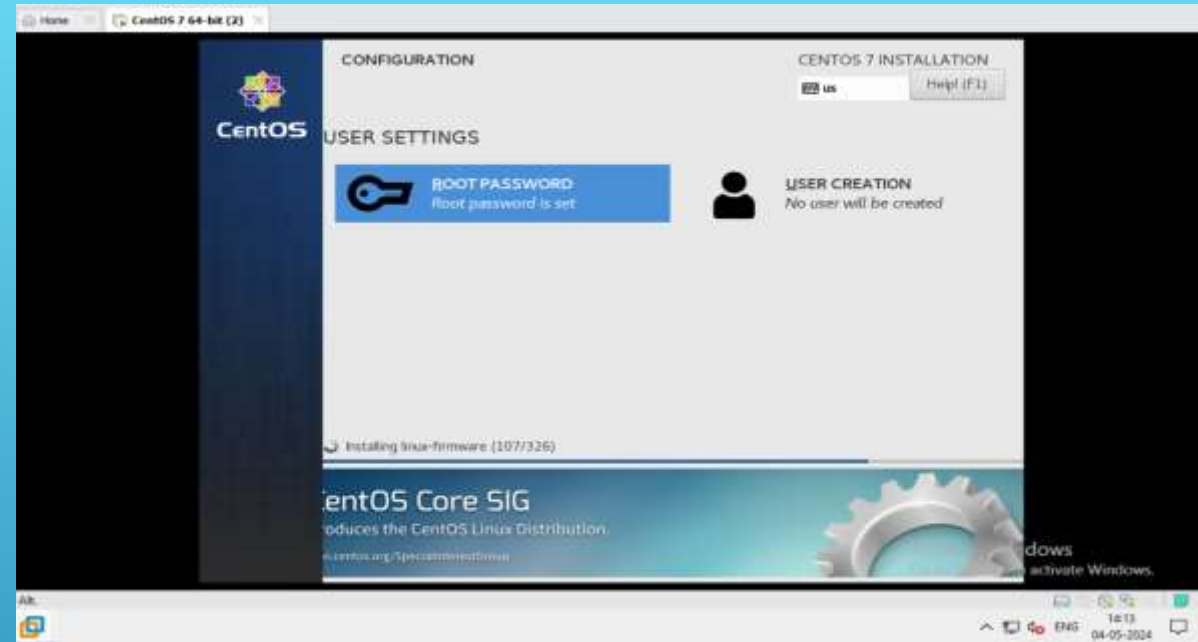 Home
CentOS 7 64-bit (2)
CONFIGURATION
CENTOS 7 INSTALLATION
us
Help! (F1)
CentOS
USER SETTINGS
ROOT PASSWORD
Root password is set
USER CREATION
No user will be created
Installing linux-firmware (107/326)
entOS Core SIG
oduces the CentOS Linux Distribution.
dows
activate Windows.
Alt.
ENG
14:13
04-05-2024